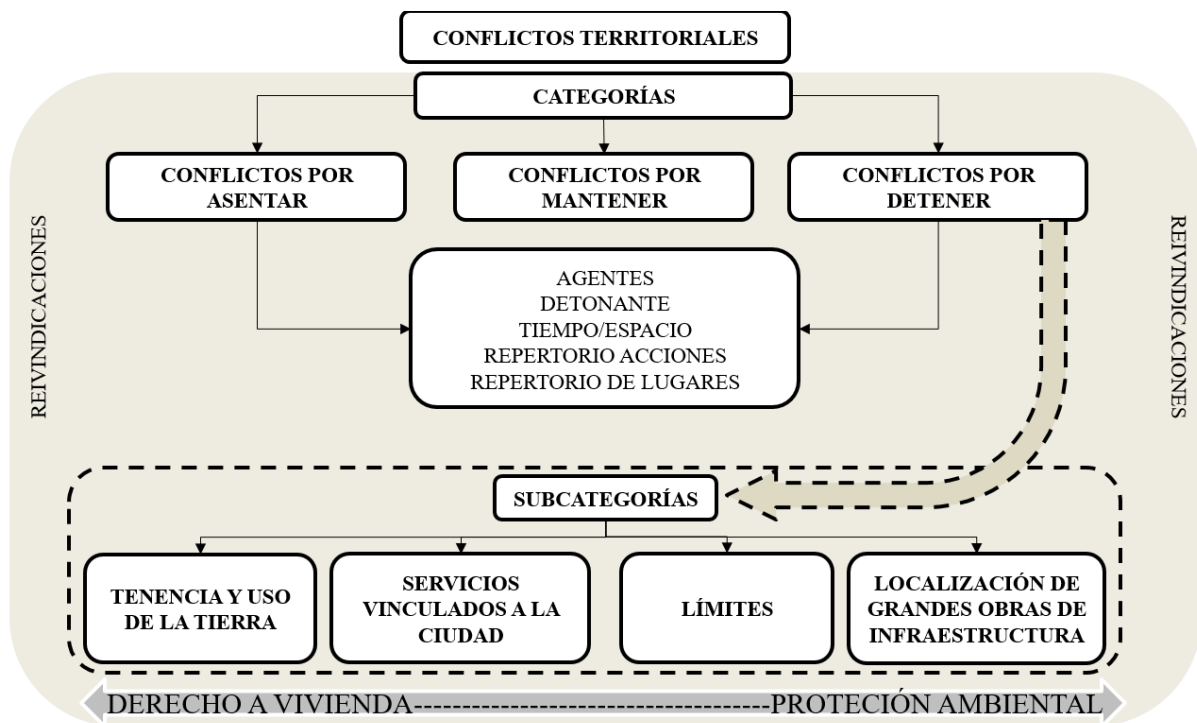 CONFLICTOS TERRITORIALES
CATEGORÍAS
CONFLICTOS POR
ASENTAR
CONFLICTOS POR
MANTENER
CONFLICTOS POR
DETENER
REIVINDICACIONES
REIVINDICACIONES
AGENTES
DETONANTE
TIEMPO/ESPACIO
REPERTORIO ACCIONES
REPERTORIO DE LUGARES
SUBCATEGORÍAS
TENENCIA Y USO
DE LA TIERRA
SERVICIOS
VINCULADOS A LA
CIUDAD
LÍMITES
LOCALIZACIÓN DE
GRANDES OBRAS DE
INFRAESTRUCTURA
DERECHO A VIVIENDA------------------------------------PROTECIÓN AMBIENTAL